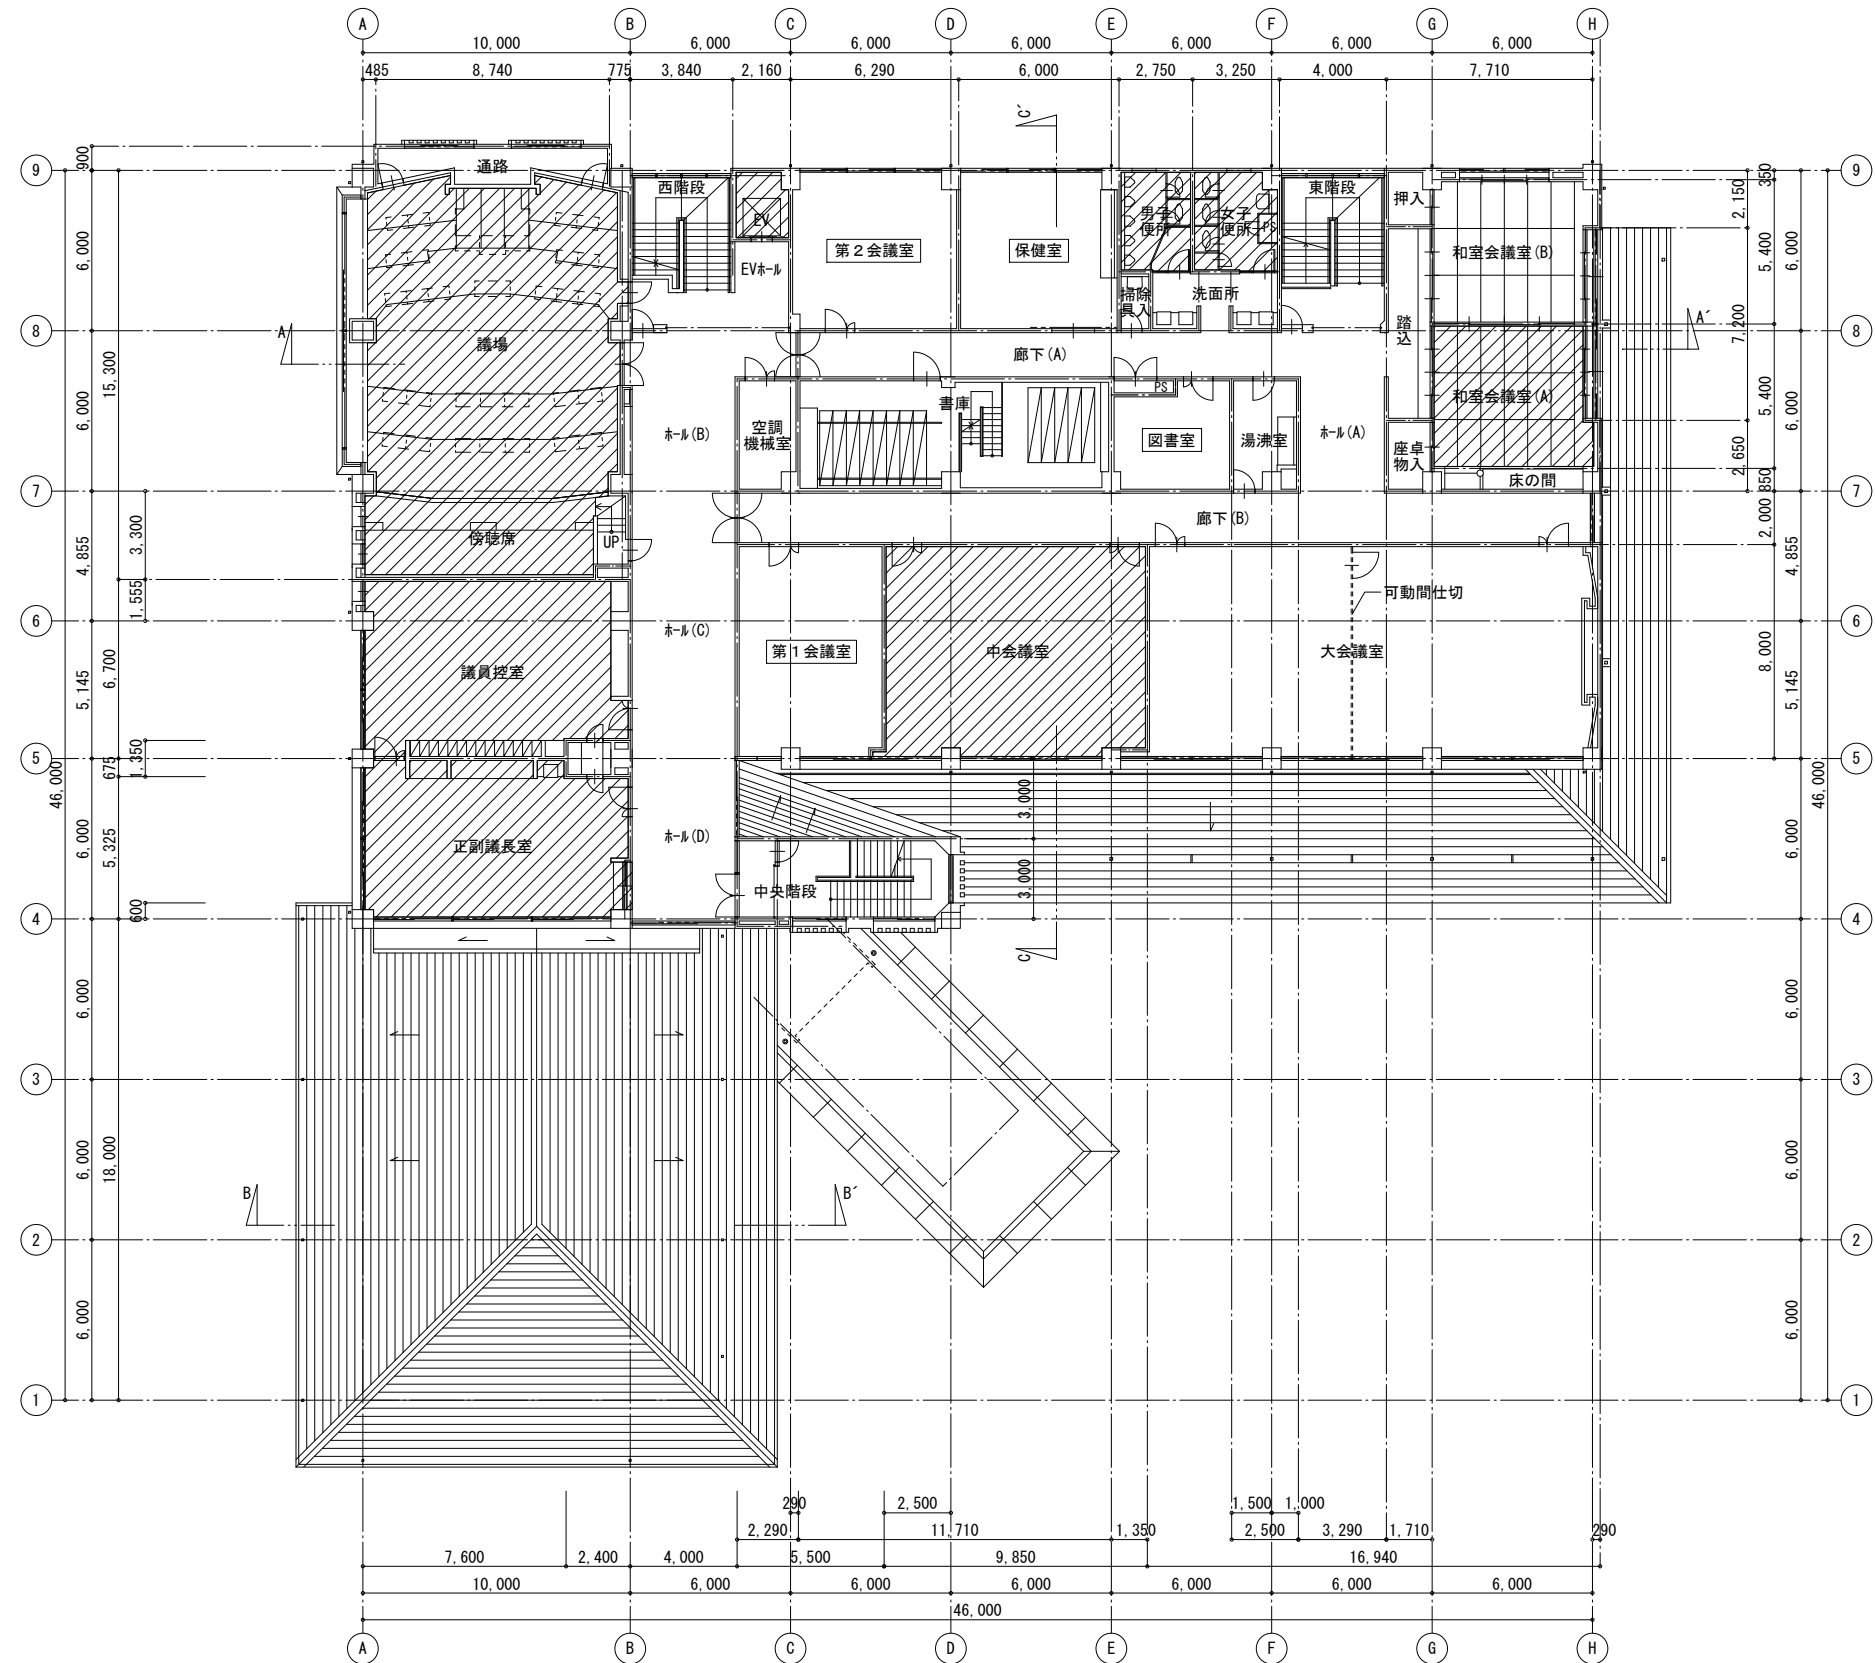 A B C D E F G H
10,000 6,000 6,000 6,000 6,000 6,000 6,000
485 8,740 775 3,840 2,160 6,290 6,000 2,750 3,250 4,000 7,710
C´
9 900 通路 350 9
西階段 東階段 押入 2,150
EV 男子便所 女子便所 PS
6,000 第2会議室 保健室 和室会議室(B) 5,400 6,000
EVホール
掃除具入 洗面所
8 踏込 8
A 議場 廊下(A) 7,200 A´
15,300
6,000 PS 和室会議室(A) 5,400 6,000
書庫
ホール(B) 空調機械室 図書室 湯沸室 ホール(A)
座卓物入 2,650
床の間 850
7 7
3,300 傍聴席 UP 廊下(B) 2,000
4,855 4,855
1,555 可動間仕切
6 ホール(C) 6
6,700 議員控室 第1会議室 中会議室 大会議室 8,000
5,145 5,145
5 1,350 5
675
46,000 46,000
3,000
6,000 5,325 正副議長室 ホール(D) 6,000
中央階段 3,000
600
4 4
C
6,000 6,000
3 3
6,000 18,000 6,000
B B´
2 2
6,000 6,000
1 1
290 2,500 1,500 1,000
2,290 11,710 1,350 2,500 3,290 1,710 290
7,600 2,400 4,000 5,500 9,850 16,940
10,000 6,000 6,000 6,000 6,000 6,000 6,000
46,000
A B C D E F G H